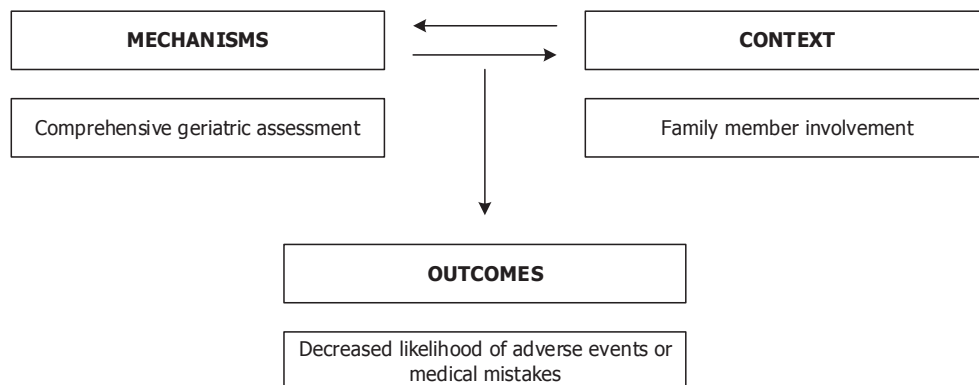 MECHANISMS
CONTEXT
Comprehensive geriatric assessment
Family member involvement
OUTCOMES
Decreased likelihood of adverse events or
medical mistakes